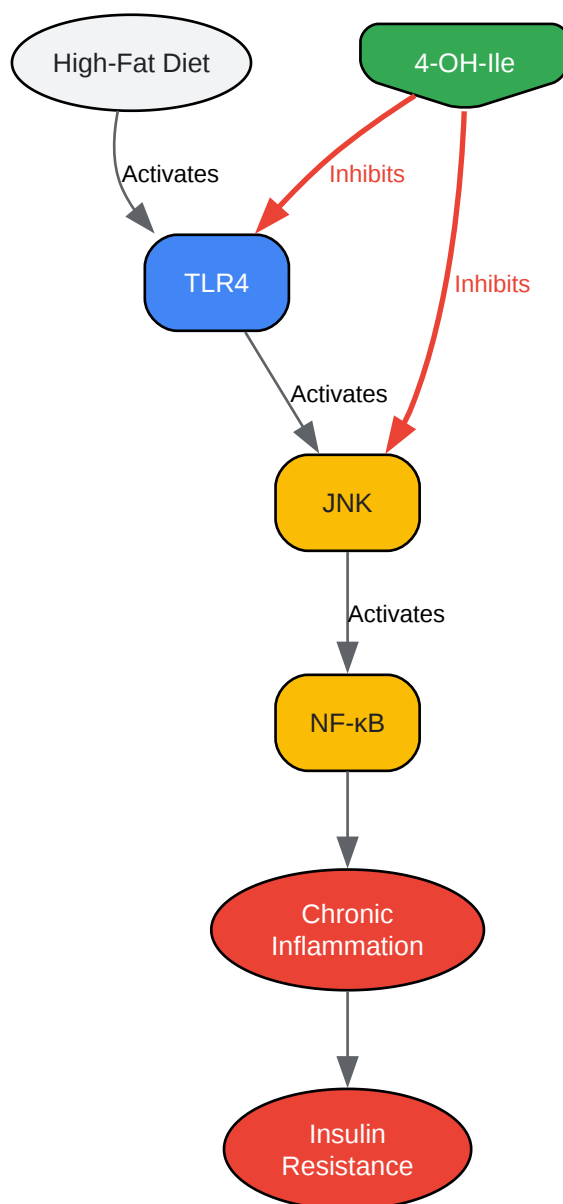 High-Fat Diet
4-OH-Ile
Activates
Inhibits
TLR4
Inhibits
Activates
JNK
Activates
NF-κB
Chronic
Inflammation
Insulin
Resistance